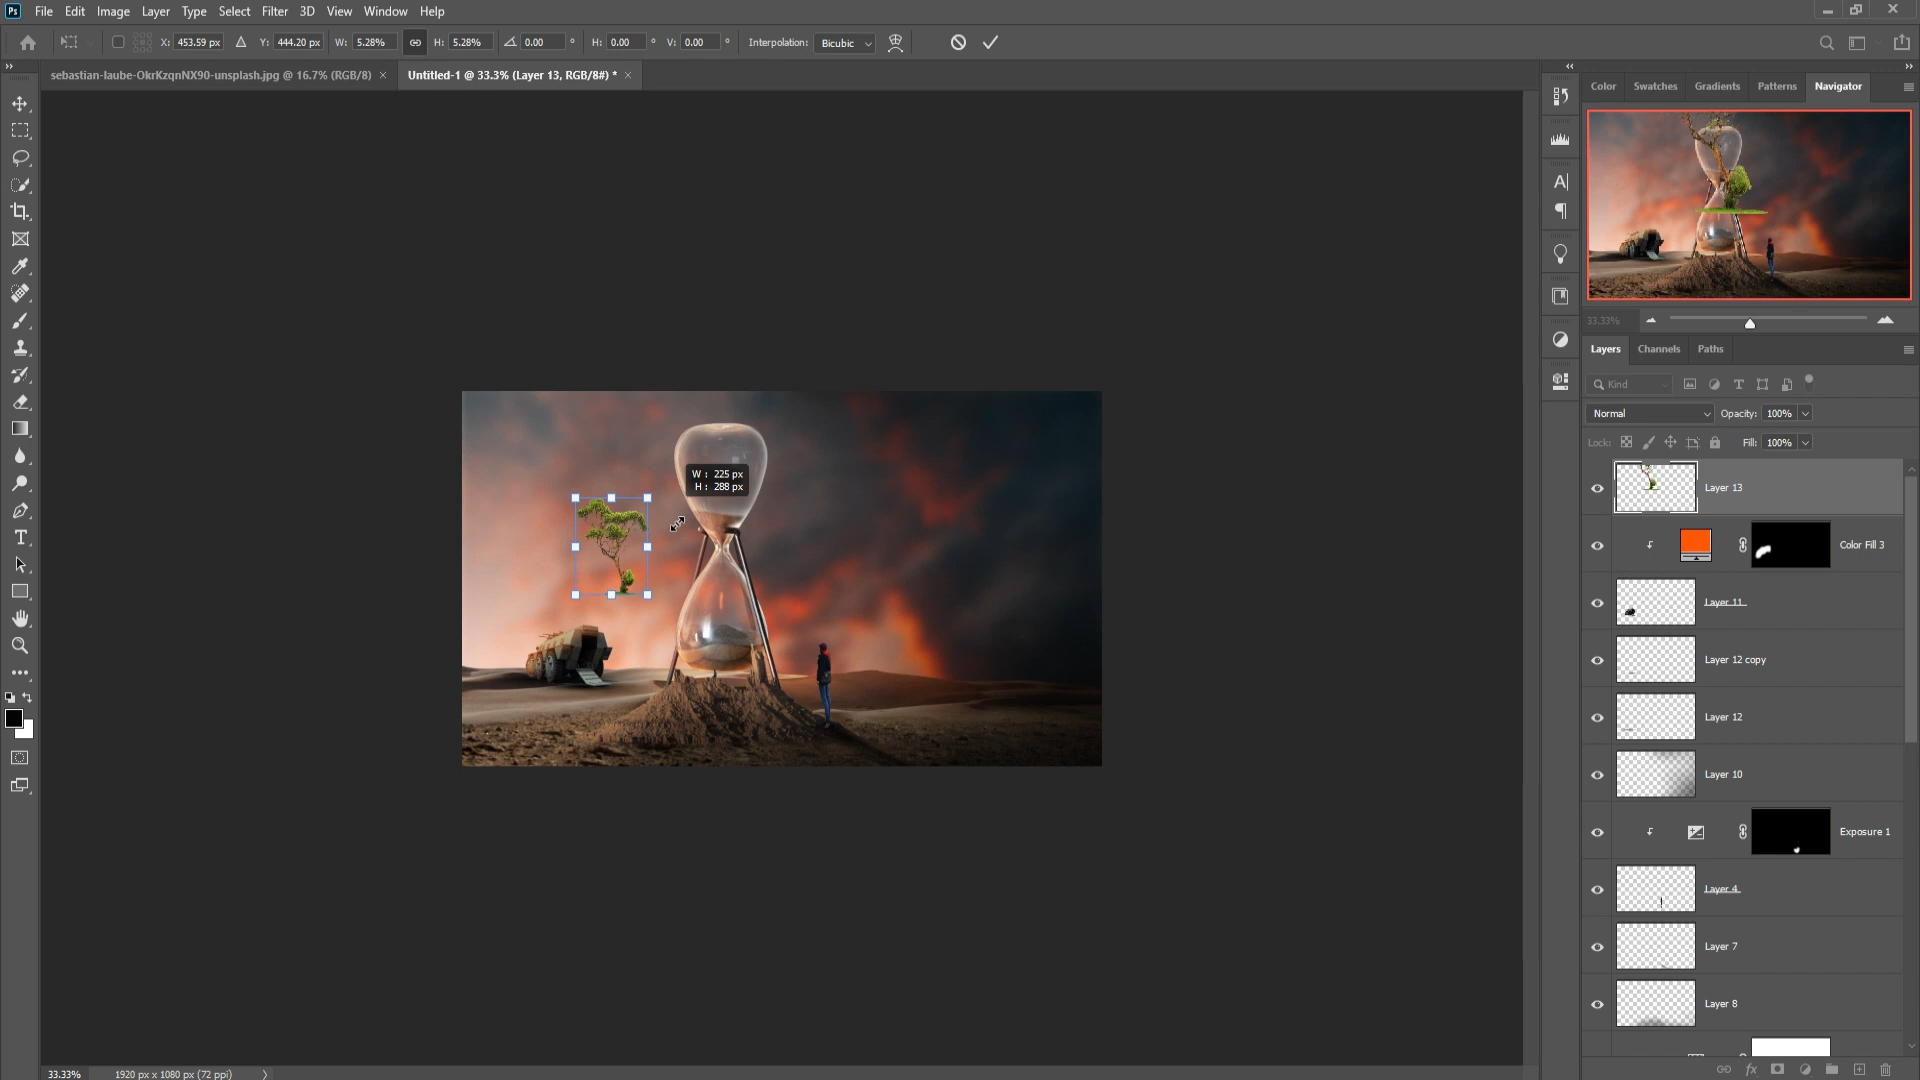 Ps File Edit Image Layer Type Select Filter 3D View Window Help
X: 453.59 px Y: 444.20 px W: 5.28% H: 5.28% 0.00 ° H: 0.00 ° V: 0.00 ° Interpolation: Bicubic
sebastian-laube-OkrKzqnNX90-unsplash.jpg @ 16.7% (RGB/8) × Untitled-1 @ 33.3% (Layer 13, RGB/8#) * ×
Color Swatches Gradients Patterns Navigator
33.33%
Layers Channels Paths
Kind
Normal Opacity: 100%
Lock: Fill: 100%
W : 225 px
H : 288 px
Layer 13
Color Fill 3
Layer 11
Layer 12 copy
Layer 12
Layer 10
Exposure 1
Layer 4
Layer 7
Layer 8
33.33% 1920 px x 1080 px (72 ppi)